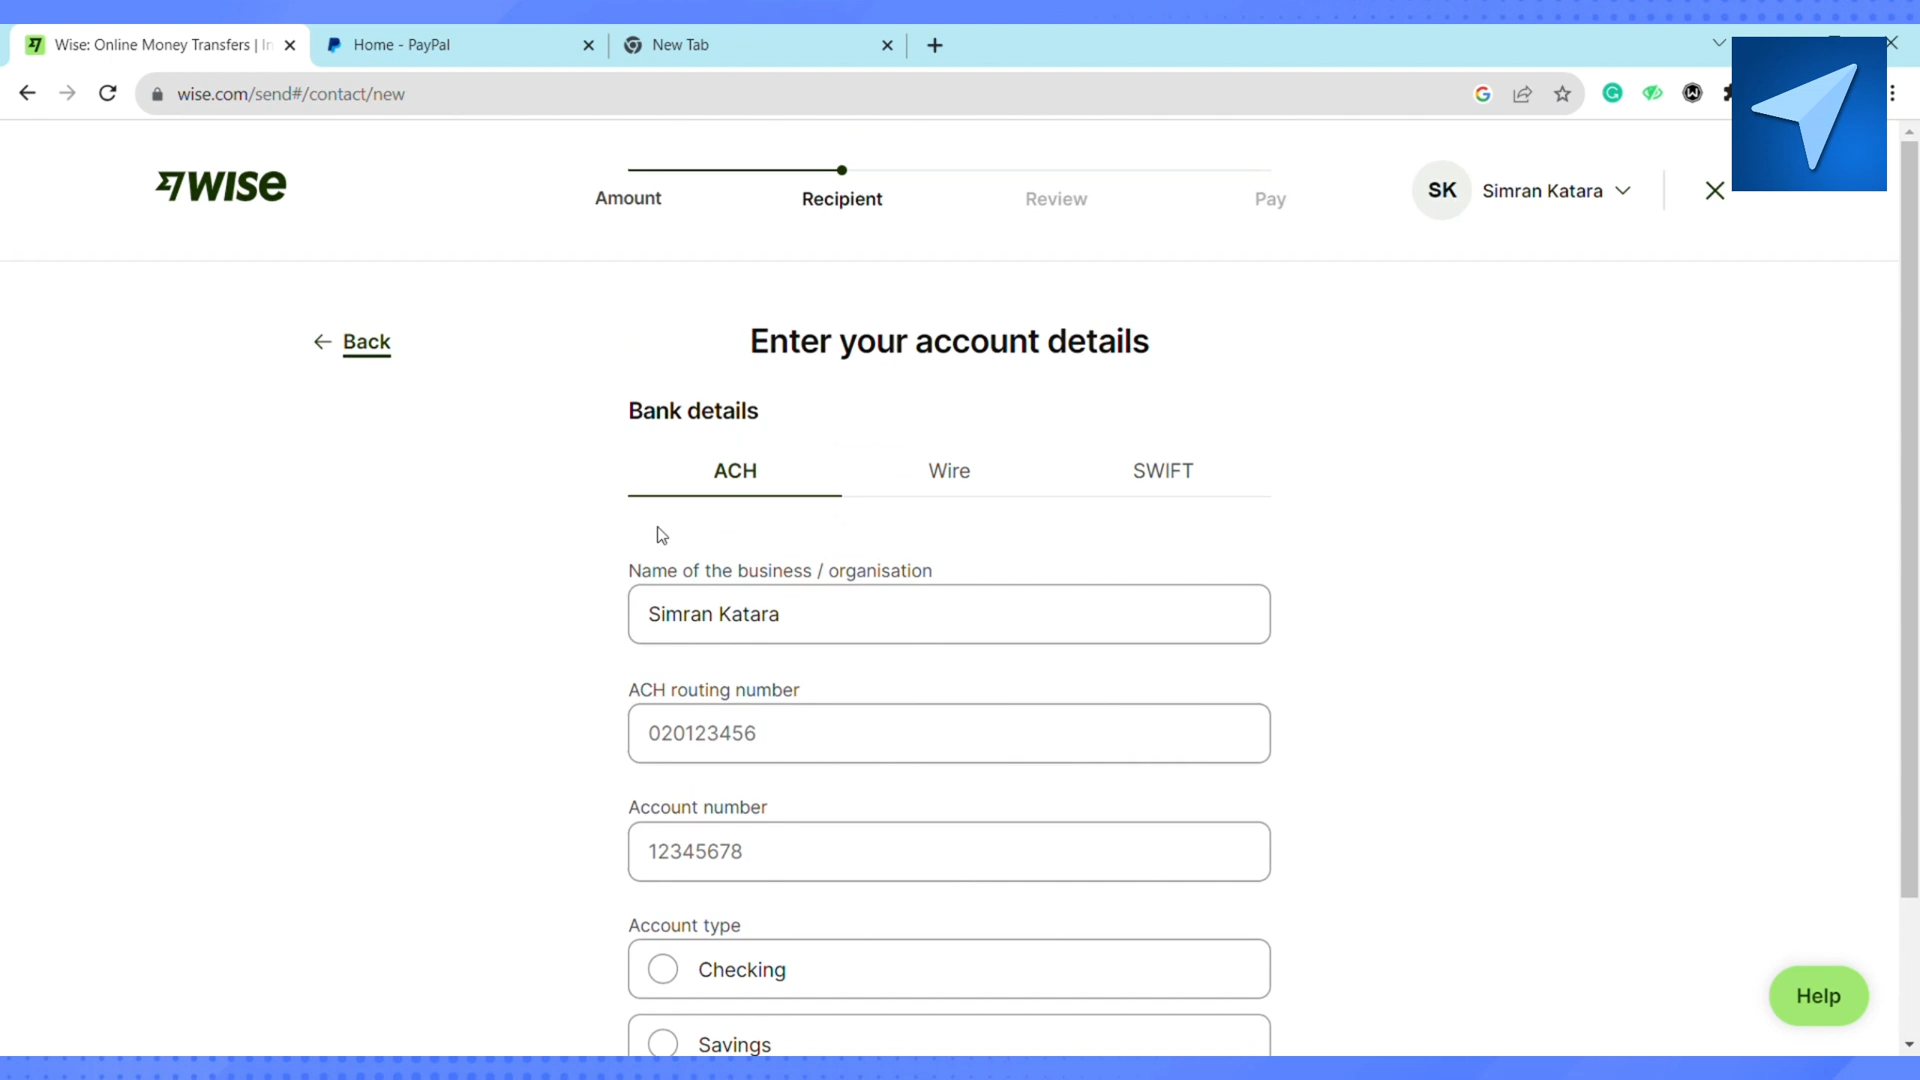 Wise: Online Money Transfers | In
Home - PayPal
New Tab
wise.com/send#/contact/new
WISE
Amount
Recipient
Review
Pay
SK
Simran Katara
Back
Enter your account details
Bank details
ACH
Wire
SWIFT
Name of the business / organisation
Simran Katara
ACH routing number
020123456
Account number
12345678
Account type
Checking
Savings
Help